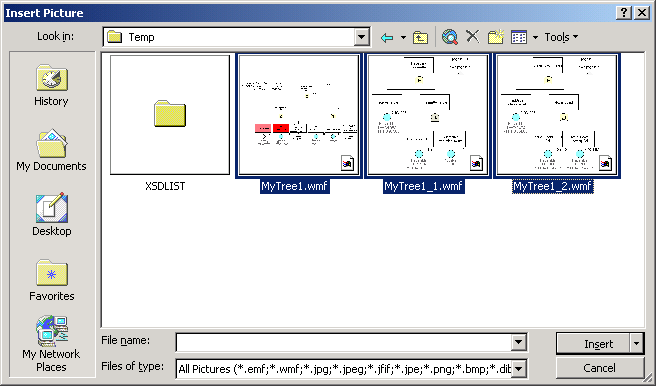 Insert Picture
Look in:
Temp
Tools
History
My Documents
Desktop
Favorites
My Network
Places
XSDLIST
MyTree1.wmf
MyTree1_1.wmf
MyTree1_2.wmf
File name:
Insert
Files of type:
All Pictures (*.emf;*.wmf;*.jpg;*.jpeg;*.jfif;*.jpe;*.png;*.bmp;*.dib
Cancel